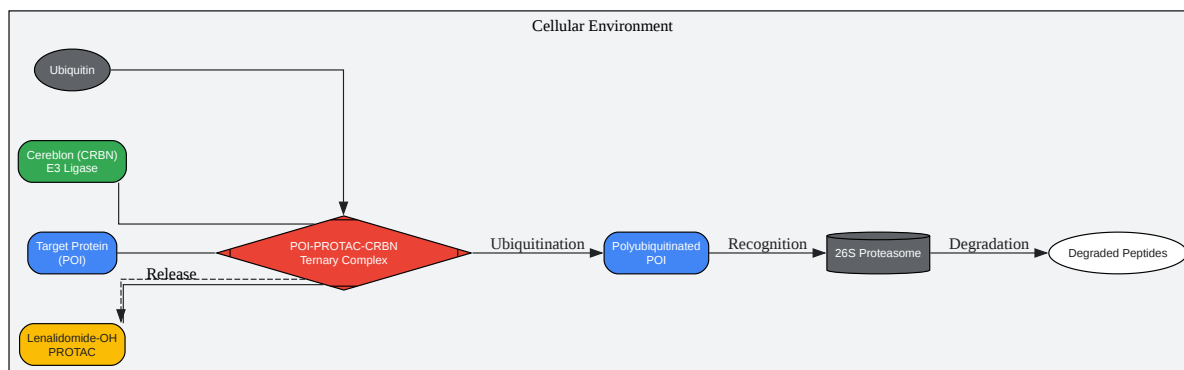 Cellular Environment
Ubiquitin
Cereblon (CRBN)
E3 Ligase
Target Protein
(POI)
POI-PROTAC-CRBN
Ternary Complex
Ubiquitination
Polyubiquitinated
POI
Recognition
26S Proteasome
Degradation
Degraded Peptides
Release
Lenalidomide-OH
PROTAC